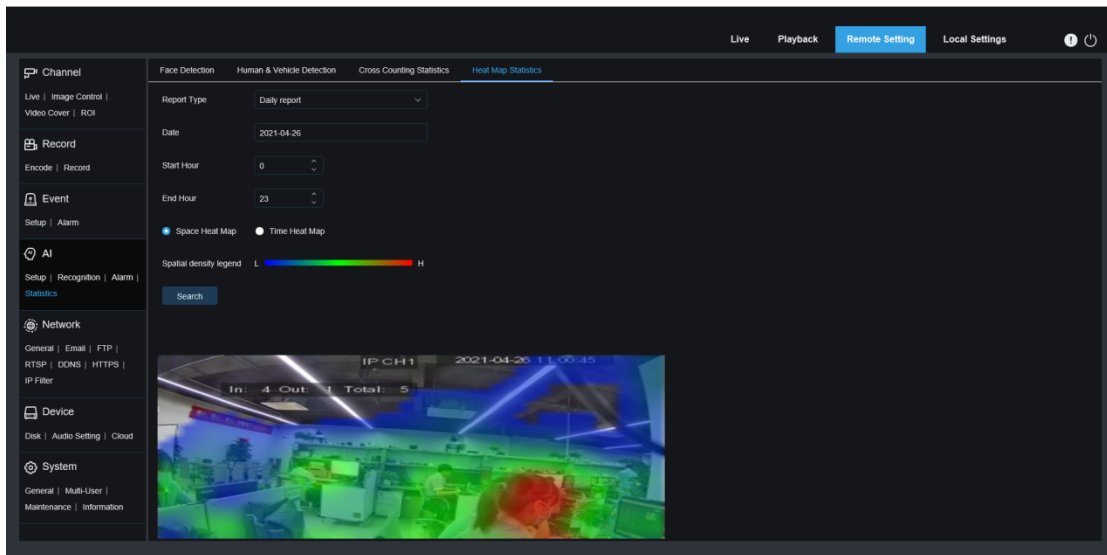 Live Playback Remote Setting Local Settings
Channel
Live | Image Control |
Video Cover | ROI
Record
Encode | Record
Event
Setup | Alarm
AI
Setup | Recognition | Alarm |
Statistics
Network
General | Email | FTP |
RTSP | DDNS | HTTPS |
IP Filter
Device
Disk | Audio Setting | Cloud
System
General | Multi-User |
Maintenance | Information
Face Detection Human & Vehicle Detection Cross Counting Statistics Heat Map Statistics
Report Type Daily report
Date 2021-04-26
Start Hour 0
End Hour 23
Space Heat Map Time Heat Map
Spatial density legend L H
Search
IP CH1 2021-04-26 11:00:45
In: 4 Out: 1 Total: 5